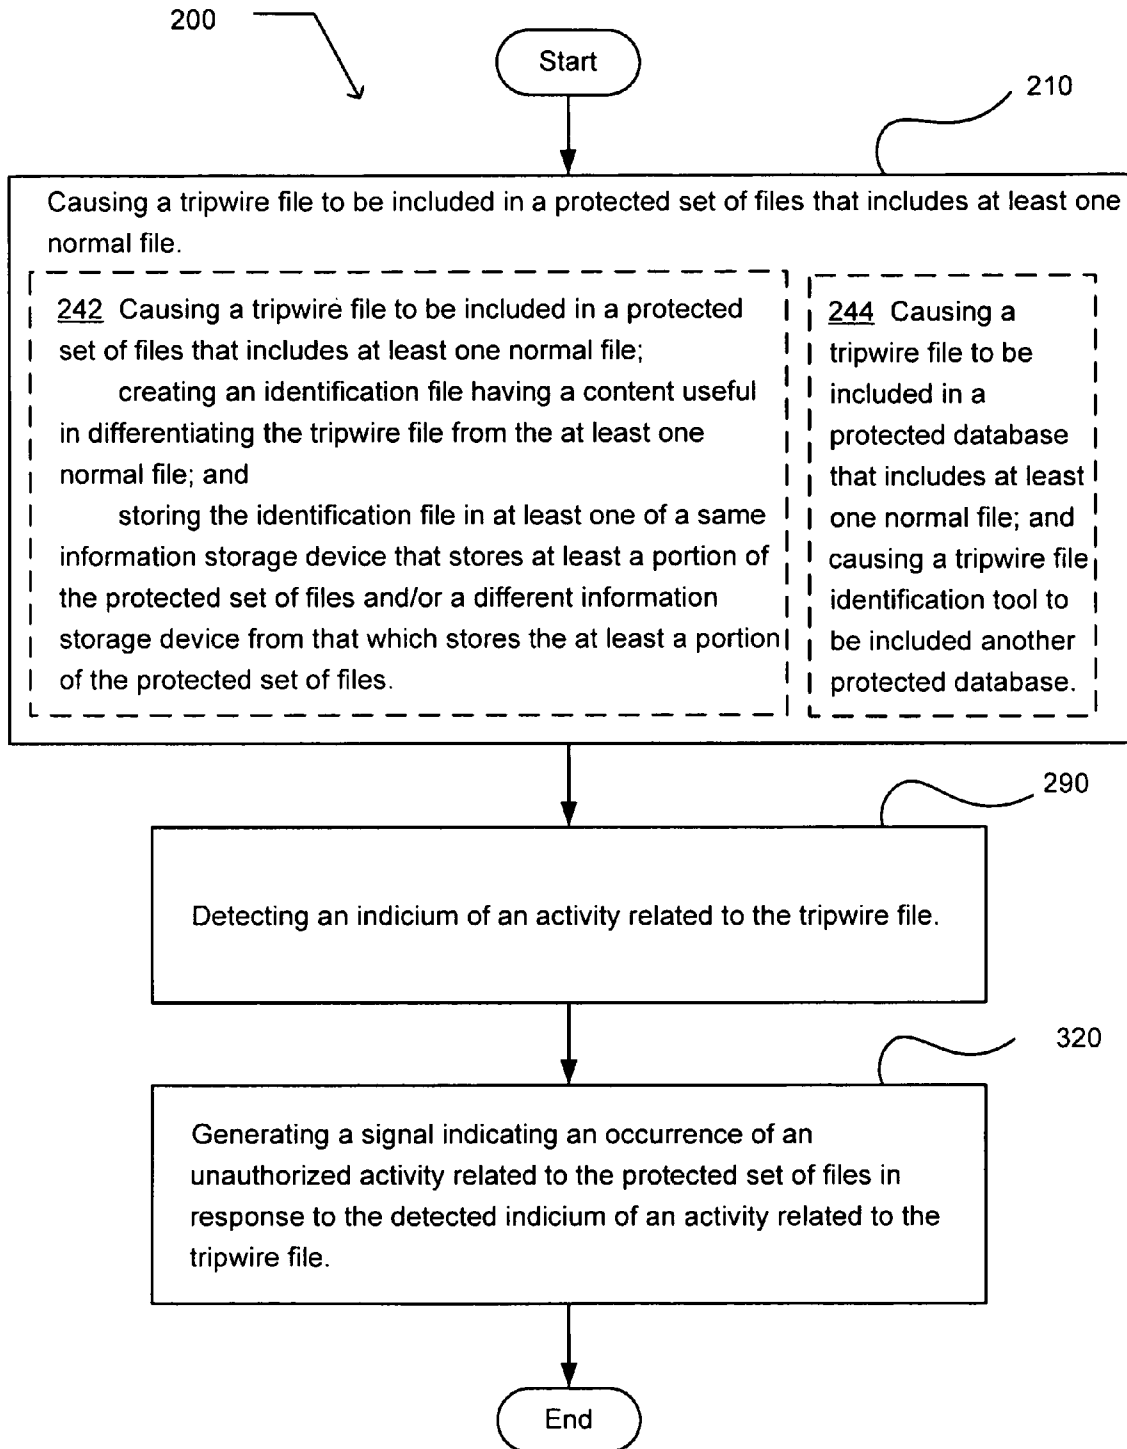 200
Start
210
Causing a tripwire file to be included in a protected set of files that includes at least one
normal file.
242 Causing a tripwire file to be included in a protected
set of files that includes at least one normal file;
creating an identification file having a content useful
in differentiating the tripwire file from the at least one
normal file; and
storing the identification file in at least one of a same
information storage device that stores at least a portion of
the protected set of files and/or a different information
storage device from that which stores the at least a portion
of the protected set of files.
244 Causing a
tripwire file to be
included in a
protected database
that includes at least
one normal file; and
causing a tripwire file
identification tool to
be included another
protected database.
290
Detecting an indicium of an activity related to the tripwire file.
320
Generating a signal indicating an occurrence of an
unauthorized activity related to the protected set of files in
response to the detected indicium of an activity related to the
tripwire file.
End